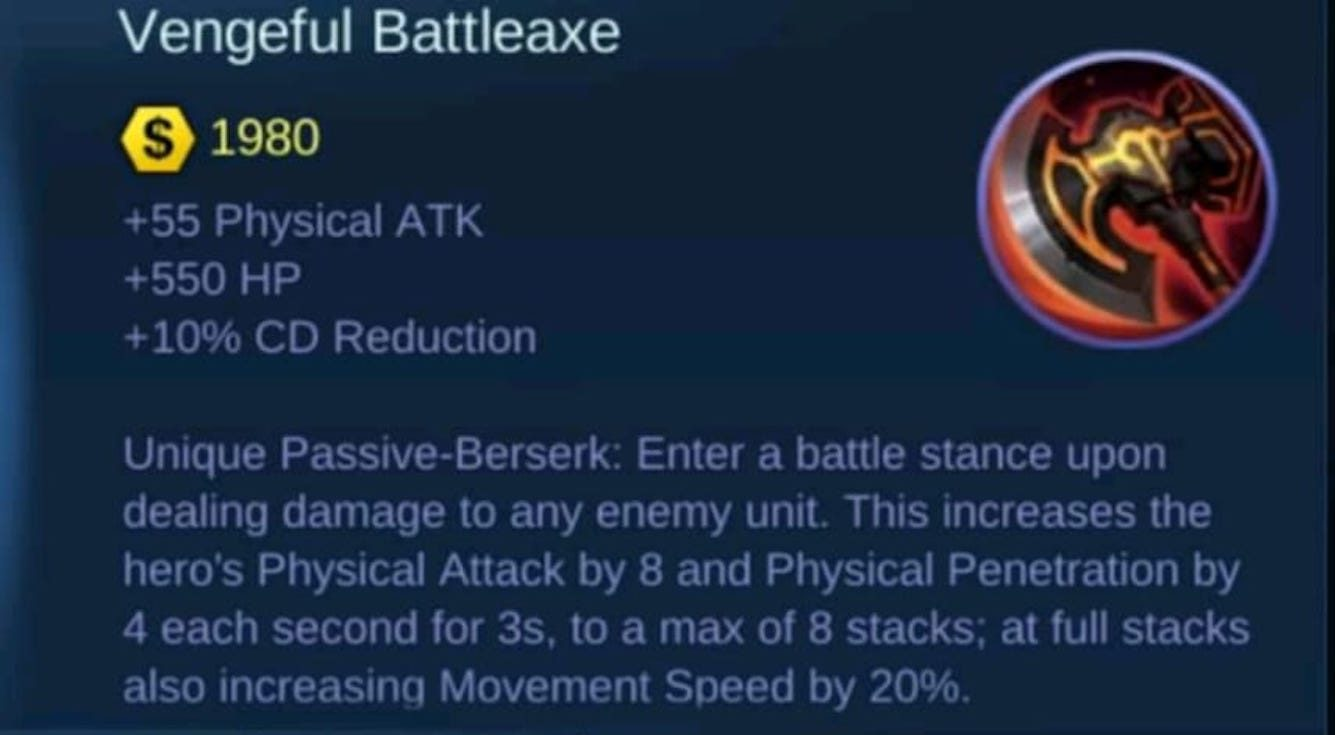 Vengeful Battleaxe
$ 1980
+55 Physical ATK
+550 HP
+10% CD Reduction
Unique Passive-Berserk: Enter a battle stance upon
dealing damage to any enemy unit. This increases the
hero's Physical Attack by 8 and Physical Penetration by
4 each second for 3s, to a max of 8 stacks; at full stacks
also increasing Movement Speed by 20%.